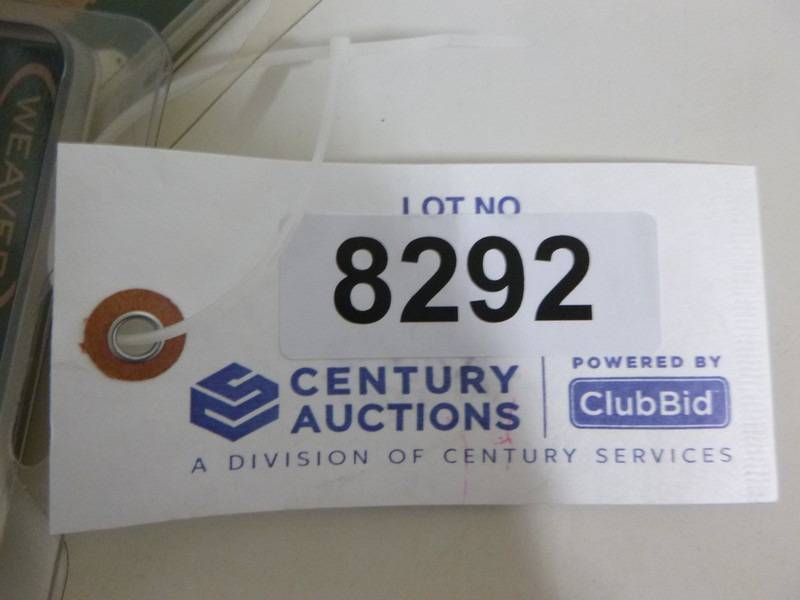 WEAVER
LOT NO
8292
CENTURY
AUCTIONS
POWERED BY
ClubBid
A DIVISION OF CENTURY SERVICES